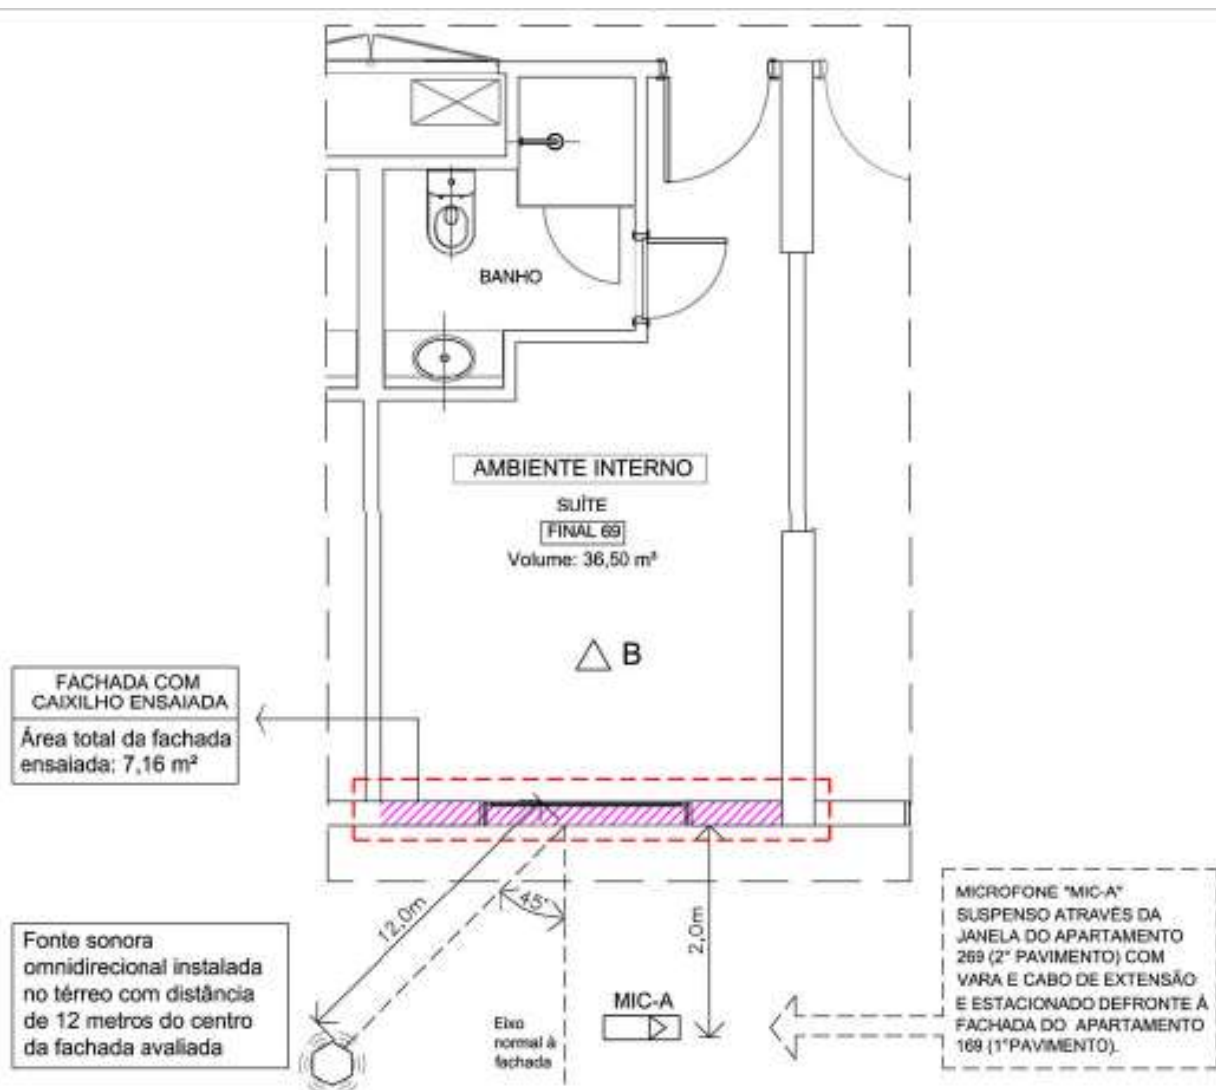 BANHO
AMBIENTE INTERNO
SUÍTE
FINAL 69
Volume: 36,50 m³
B
FACHADA COM
CAIXILHO ENSAIADA
Área total da fachada
ensaiada: 7,16 m²
12,0m
45°
2,0m
Fonte sonora
omnidirecional instalada
no térreo com distância
de 12 metros do centro
da fachada avaliada
Eixo
normal à
fachada
MIC-A
MICROFONE "MIC-A"
SUSPENSO ATRAVÉS DA
JANELA DO APARTAMENTO
269 (2° PAVIMENTO) COM
VARA E CABO DE EXTENSÃO
E ESTACIONADO DEFRONTE À
FACHADA DO APARTAMENTO
169 (1°PAVIMENTO).